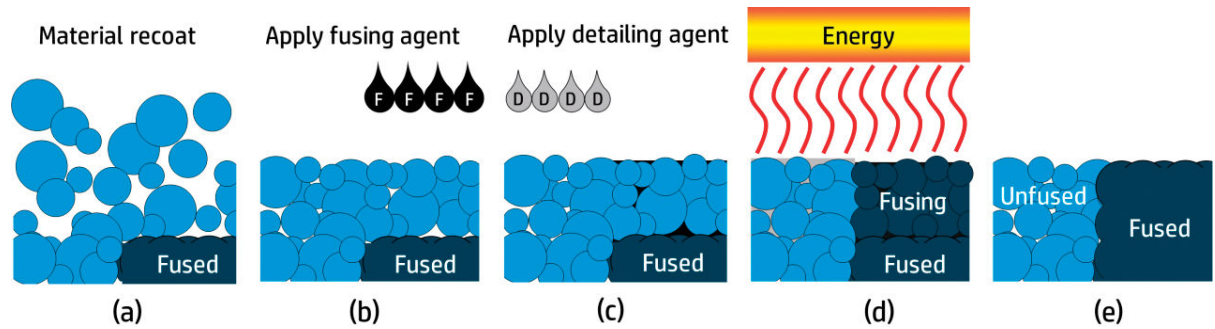 Material recoat
Apply fusing agent
Apply detailing agent
Energy
F F F F
D D D D
Fused
Fused
Fused
Fusing
Fused
Unfused
Fused
(a)
(b)
(c)
(d)
(e)